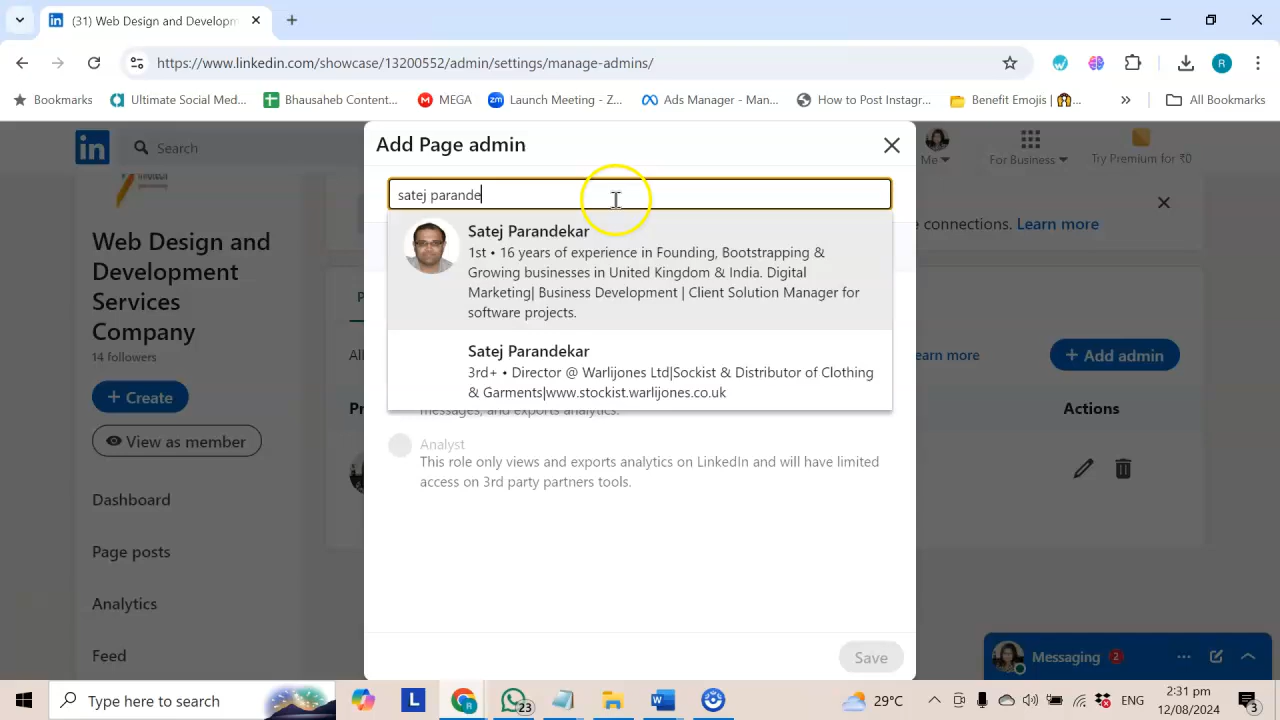 (31) Web Design and Developm
https://www.linkedin.com/showcase/13200552/admin/settings/manage-admins/
Bookmarks
Ultimate Social Med...
Bhausaheb Content...
MEGA
Launch Meeting - Z...
Ads Manager - Man...
How to Post Instagr...
Benefit Emojis | ...
All Bookmarks
R
in
Search
Me
For Business
Try Premium for ₹0
Add Page admin
satej parande
Satej Parandekar
1st • 16 years of experience in Founding, Bootstrapping &
Growing businesses in United Kingdom & India. Digital
Marketing| Business Development | Client Solution Manager for
software projects.
Satej Parandekar
3rd+ • Director @ Warlijones Ltd|Sockist & Distributor of Clothing
& Garments|www.stockist.warlijones.co.uk
messages, and exports analytics.
Analyst
This role only views and exports analytics on LinkedIn and will have limited
access on 3rd party partners tools.
Save
Web Design and
Development
Services
Company
14 followers
+ Create
View as member
Dashboard
Page posts
Analytics
Feed
e connections. Learn more
earn more
+ Add admin
Actions
Messaging 2
Type here to search
L
23
W
29°C
ENG
2:31 pm
12/08/2024
3